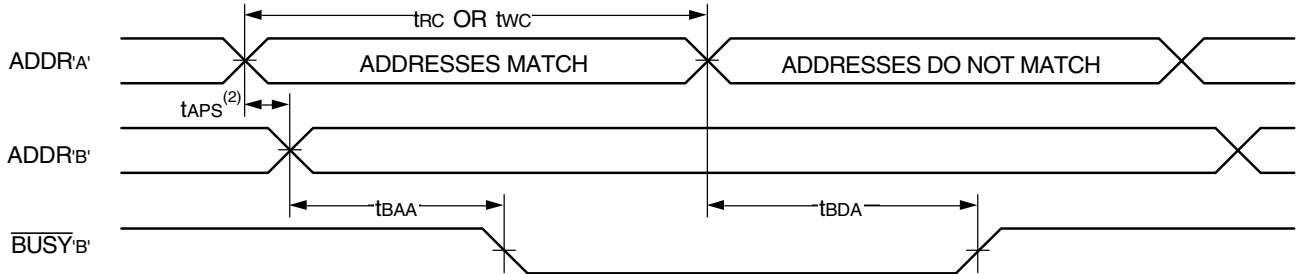 tRC OR tWC
ADDR'A'
ADDRESSES MATCH
ADDRESSES DO NOT MATCH
tAPS(2)
ADDR'B'
tBAA
tBDA
BUSY'B'